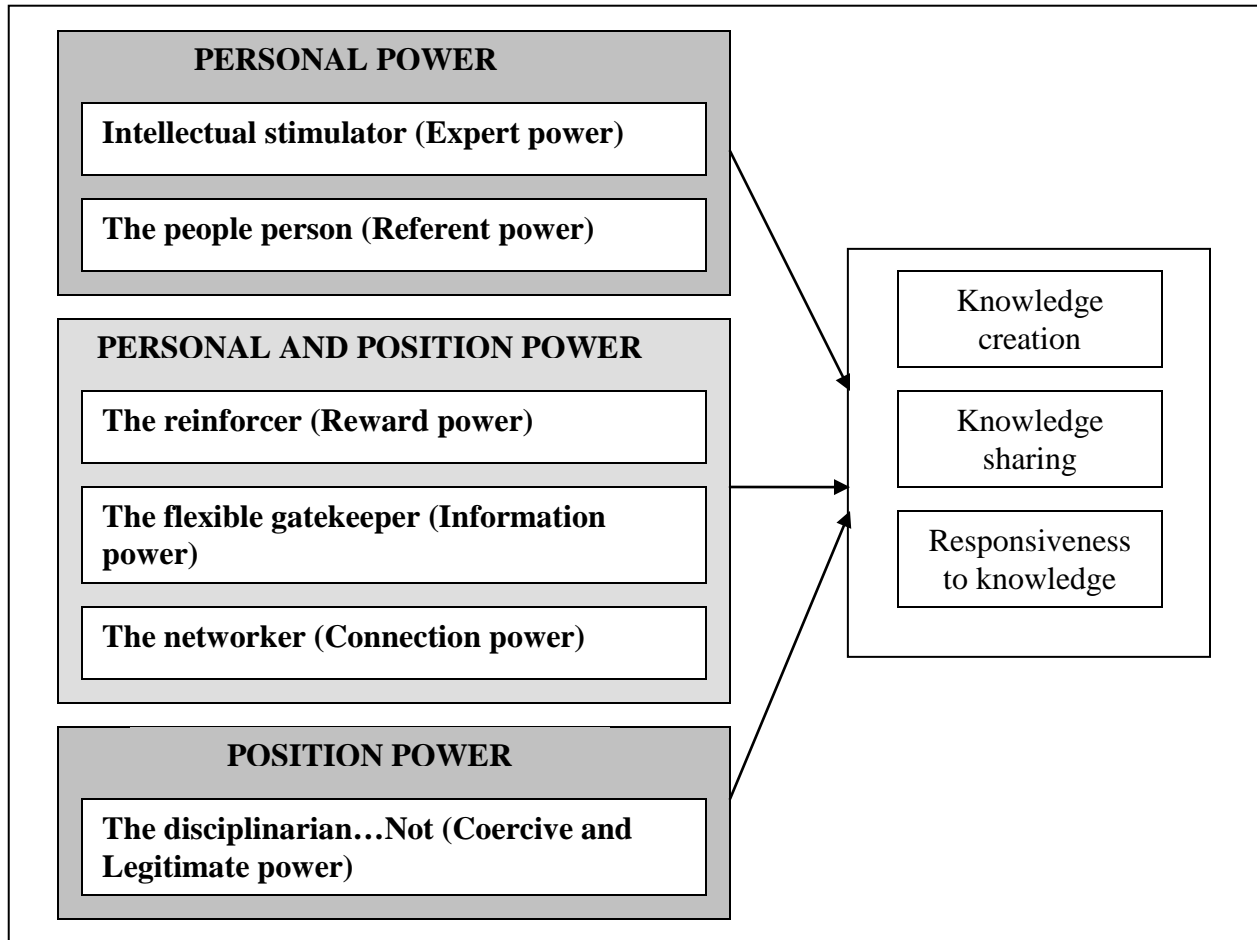 PERSONAL POWER
Intellectual stimulator (Expert power)
The people person (Referent power)
PERSONAL AND POSITION POWER
The reinforcer (Reward power)
The flexible gatekeeper (Information
power)
The networker (Connection power)
POSITION POWER
The disciplinarian…Not (Coercive and
Legitimate power)
Knowledge
creation
Knowledge
sharing
Responsiveness
to knowledge